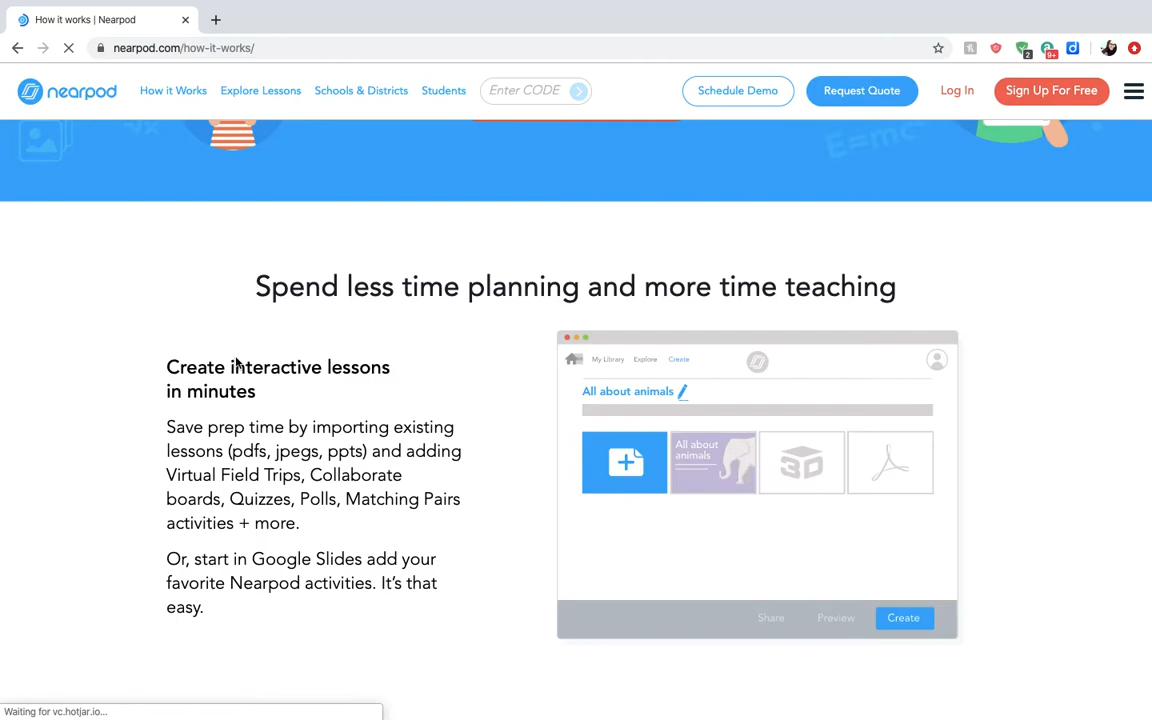 How it works | Nearpod
nearpod.com/how-it-works/
2
9+
nearpod
How it Works
Explore Lessons
Schools & Districts
Students
Enter CODE
Schedule Demo
Request Quote
Log In
Sign Up For Free
√x
E=mc
Spend less time planning and more time teaching
Create interactive lessons
in minutes
Save prep time by importing existing
lessons (pdfs, jpegs, ppts) and adding
Virtual Field Trips, Collaborate
boards, Quizzes, Polls, Matching Pairs
activities + more.
Or, start in Google Slides add your
favorite Nearpod activities. It's that
easy.
My Library
Explore
Create
All about animals
All about
animals
3D
Share
Preview
Create
Waiting for vc.hotjar.io...